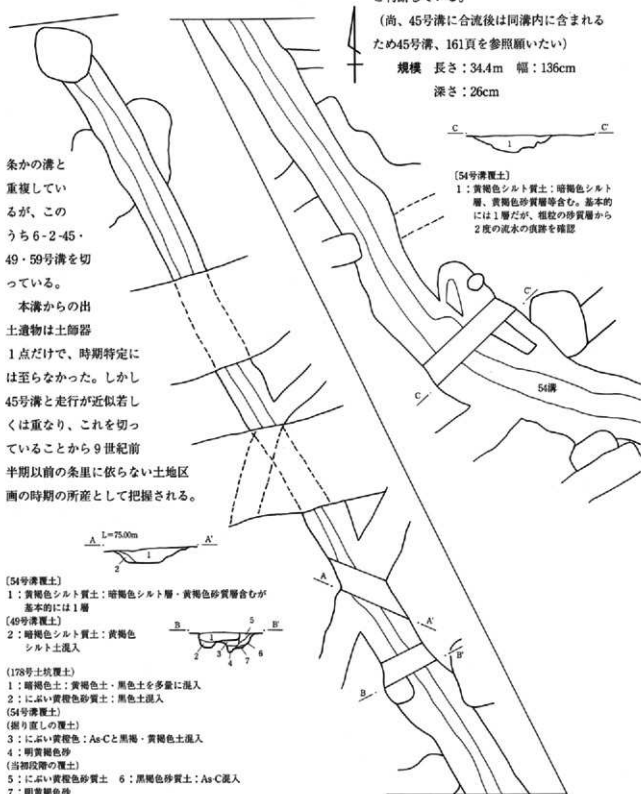 と判断している。
(尚、45号溝に合流後は同溝内に含まれる
ため45号溝、161頁を参照願いたい)
規模 長さ：34.4m 幅：136cm
深さ：26cm
C C'
1
〔54号溝覆土〕
1：黄褐色シルト質土：暗褐色シルト
層、黄褐色砂質層等含む。基本的
には1層だが、粗粒の砂質層から
2度の流水の痕跡を確認
条かの溝と
重複してい
るが、この
うち6-2-45・
49・59号溝を切
っている。
本溝からの出
土遺物は土師器
1点だけで、時期特定に
は至らなかった。しかし
45号溝と走行が近似若し
くは重なり、これを切っ
ていることから9世紀前
半期以前の条里に依らない土地区
画の時期の所産として把握される。
C'
54溝
C
A
A'
B'
B
A L=75.00m A'
1
2
〔54号溝覆土〕
1：黄褐色シルト質土：暗褐色シルト層・黄褐色砂質層含むが
基本的には1層
〔49号溝覆土〕
2：暗褐色シルト質土：黄褐色
シルト土混入
B 5 B'
1
2 3 4 7 6
(178号土坑覆土)
1：暗褐色土：黄褐色土・黒色土を多量に混入
2：にぶい黄橙色砂質土：黒色土混入
(54号溝覆土)
(掘り直しの覆土)
3：にぶい黄橙色：As-Cと黒褐・黄褐色土混入
4：明黄褐色砂
(当初段階の覆土)
5：にぶい黄橙色砂質土 6：黒褐色砂質土：As-C混入
7：明黄褐色砂